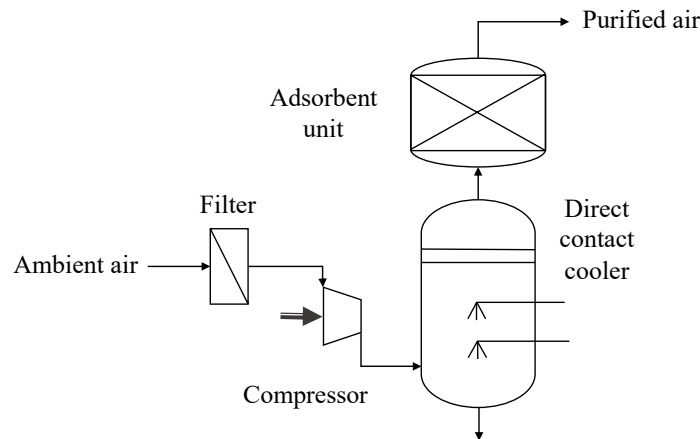 Purified air
Adsorbent
unit
Filter
Direct
contact
cooler
Ambient air
Compressor